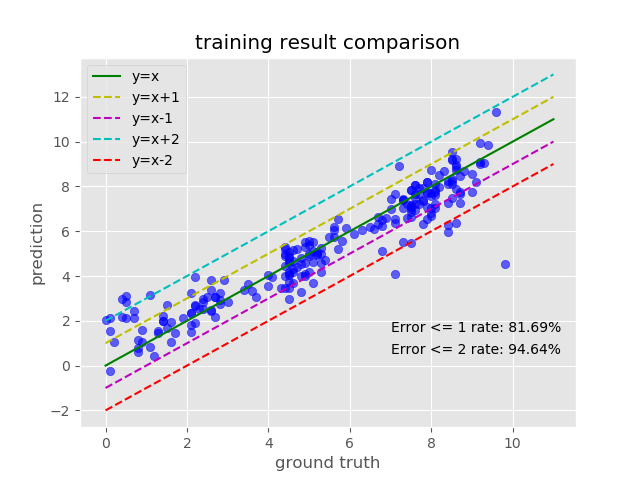 training result comparison
y=x
y=x+1
y=x-1
y=x+2
y=x-2
12
10
8
6
4
2
0
−2
prediction
Error <= 1 rate: 81.69%
Error <= 2 rate: 94.64%
0 2 4 6 8 10
ground truth